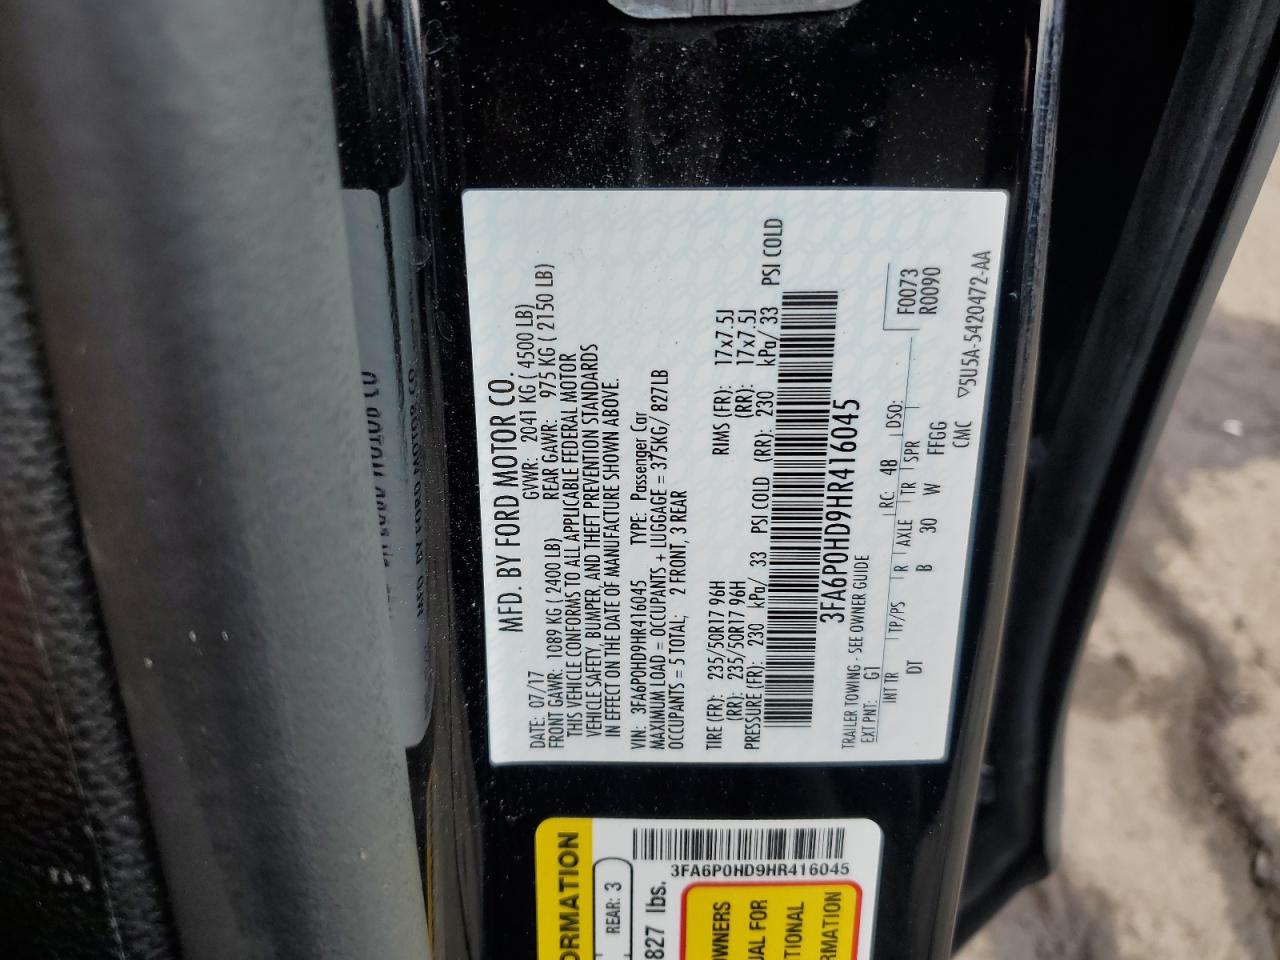 MFD. BY FORD MOTOR CO.
DATE: 07/17 GVWR: 2041 KG ( 4500 LB)
FRONT GAWR: 1089 KG ( 2400 LB) REAR GAWR: 975 KG ( 2150 LB)
THIS VEHICLE CONFORMS TO ALL APPLICABLE FEDERAL MOTOR
VEHICLE SAFETY, BUMPER, AND THEFT PREVENTION STANDARDS
IN EFFECT ON THE DATE OF MANUFACTURE SHOWN ABOVE.
VIN: 3FA6P0HD9HR416045 TYPE: Passenger Car
MAXIMUM LOAD = OCCUPANTS + LUGGAGE = 375KG/ 827LB
OCCUPANTS = 5 TOTAL; 2 FRONT, 3 REAR
TIRE (FR): 235/50R17 96H RIMS (FR): 17x7.5J
(RR): 235/50R17 96H (RR): 17x7.5J
PRESSURE (FR): 230 kPa/ 33 PSI COLD (RR): 230 kPa/ 33 PSI COLD
3FA6P0HD9HR416045
TRAILER TOWING - SEE OWNER GUIDE
EXT PNT: G1 RC: 48 DSO: F0073
INT TR TP/PS R AXLE TR SPR R0090
DT B 30 W FFGG
CMC ▽5U5A-5420472-AA
ORMATION
REAR: 3
827 lbs.
3FA6P0HD9HR416045
OWNERS
UAL FOR
TIONAL
RMATION
MFD. BY FORD MOTOR CO.